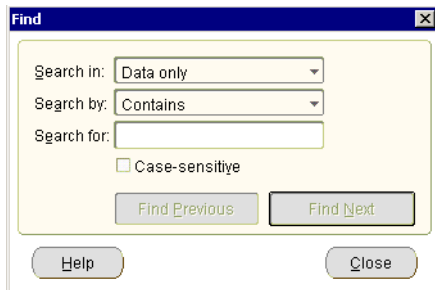 Find
Search in: Data only
Search by: Contains
Search for:
Case-sensitive
Find Previous Find Next
Help Close